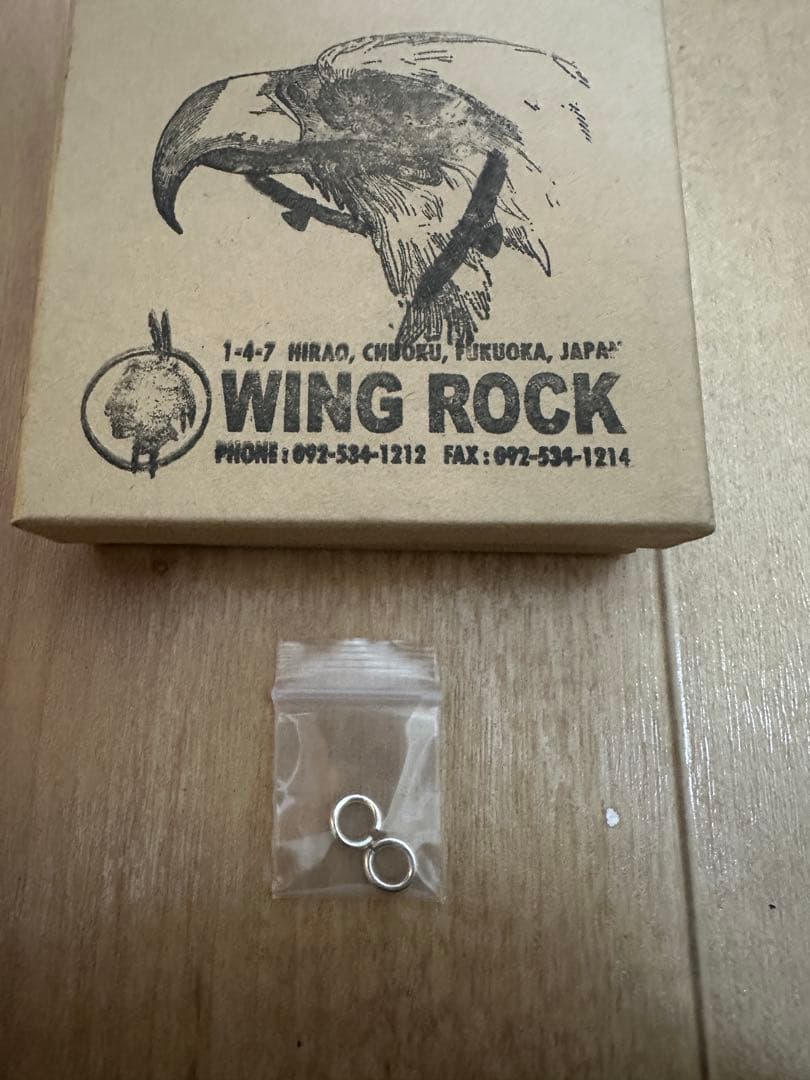 1-4-7 HIRAO, CHUOKU, FUKUOKA, JAPAN
WING ROCK
PHONE : 092-534-1212 FAX : 092-534-1214